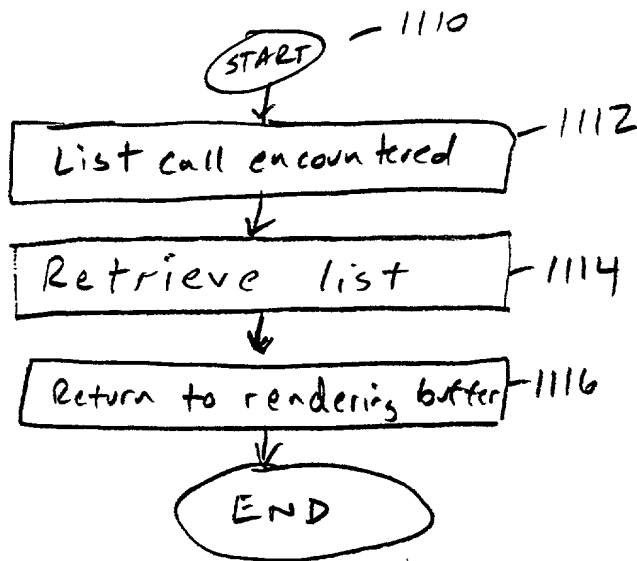 START 1110
List call encountered 1112
Retrieve list 1114
Return to rendering buffer 1116
END